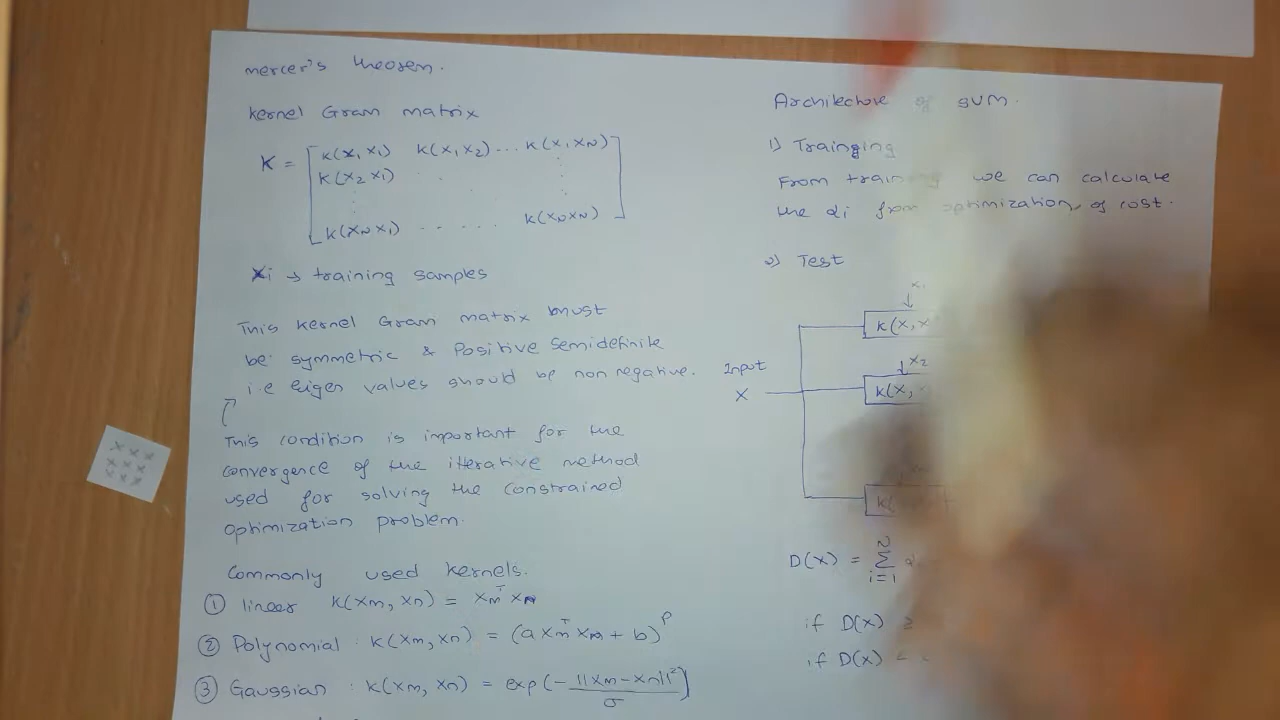 mercer's theorem.
Kernel Gram matrix
K = [ K(x1 x1) K(x1 x2) ... K(x1 xN)
K(x2 x1) . . .
K(xN x1) . . . . . . K(xN xN) ]
xi → training samples
This kernel Gram matrix must
be symmetric & Positive Semidefinite
i.e Eigen values should be non negative.
This condition is important for the
convergence of the itterative method
used for solving the constrained
optimization problem.
Commonly used kernels.
① linear K(xm, xn) = xmᵀ xn
② Polynomial : K(xm, xn) = (a xmᵀ xn + b)ᵖ
③ Gaussian : K(xm, xn) = exp(- ||xm - xn||² / σ)
Architecture of SVM.
1) Trainging
From we can calculate
the αi from optimization of cost.
2) Test
x1
K(x, x
x2
Input
K(x,
X
K(
D(x) = Σ i=1 N α
if D(x) ≥
if D(x) <